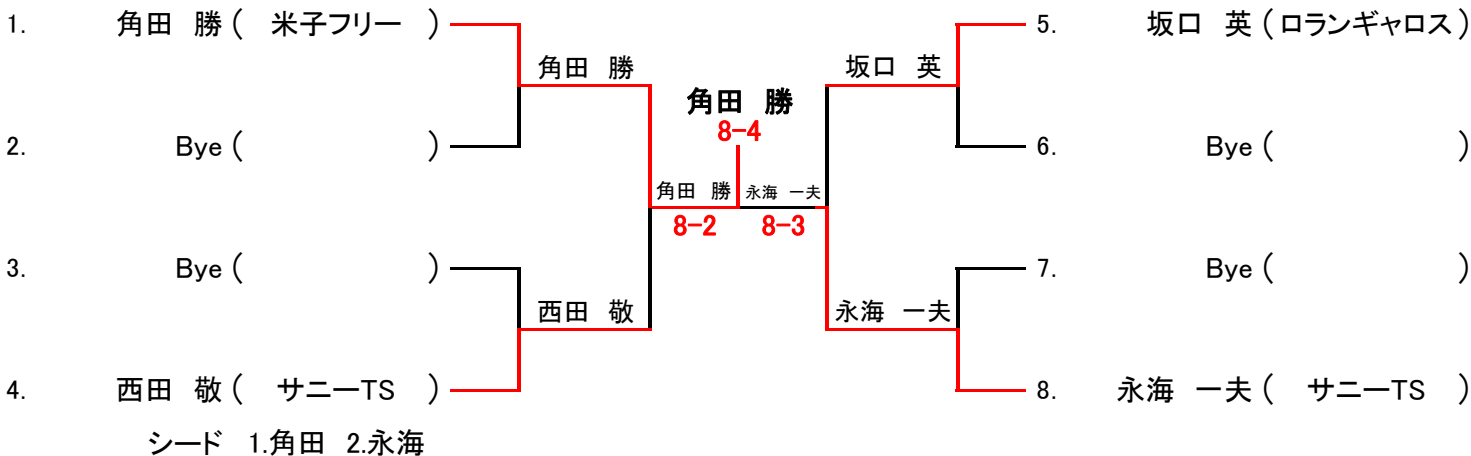 1. 角田 勝 ( 米子フリー )
5. 坂口 英 (ロランギャロス)
角田 勝
坂口 英
角田 勝
8-4
2. Bye ( )
6. Bye ( )
角田 勝
永海 一夫
8-2
8-3
3. Bye ( )
7. Bye ( )
西田 敬
永海 一夫
4. 西田 敬 ( サニーTS )
8. 永海 一夫 ( サニーTS )
シード 1.角田 2.永海